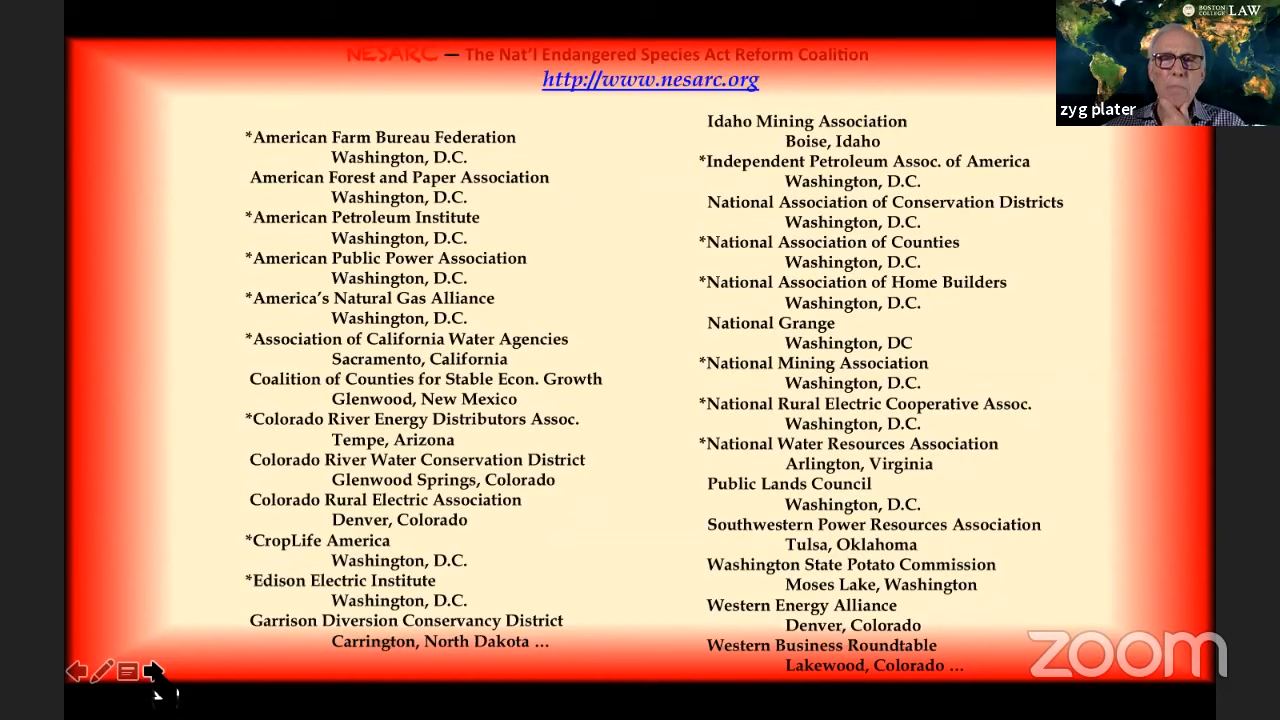 NESARC — The Nat'l Endangered Species Act Reform Coalition
http://www.nesarc.org
*American Farm Bureau Federation
Washington, D.C.
American Forest and Paper Association
Washington, D.C.
*American Petroleum Institute
Washington, D.C.
*American Public Power Association
Washington, D.C.
*America's Natural Gas Alliance
Washington, D.C.
*Association of California Water Agencies
Sacramento, California
Coalition of Counties for Stable Econ. Growth
Glenwood, New Mexico
*Colorado River Energy Distributors Assoc.
Tempe, Arizona
Colorado River Water Conservation District
Glenwood Springs, Colorado
Colorado Rural Electric Association
Denver, Colorado
*CropLife America
Washington, D.C.
*Edison Electric Institute
Washington, D.C.
Garrison Diversion Conservancy District
Carrington, North Dakota ...
Idaho Mining Association
Boise, Idaho
*Independent Petroleum Assoc. of America
Washington, D.C.
National Association of Conservation Districts
Washington, D.C.
*National Association of Counties
Washington, D.C.
*National Association of Home Builders
Washington, D.C.
National Grange
Washington, DC
*National Mining Association
Washington, D.C.
*National Rural Electric Cooperative Assoc.
Washington, D.C.
*National Water Resources Association
Arlington, Virginia
Public Lands Council
Washington, D.C.
Southwestern Power Resources Association
Tulsa, Oklahoma
Washington State Potato Commission
Moses Lake, Washington
Western Energy Alliance
Denver, Colorado
Western Business Roundtable
Lakewood, Colorado ...
BOSTON COLLEGE LAW
zyg plater
zoom